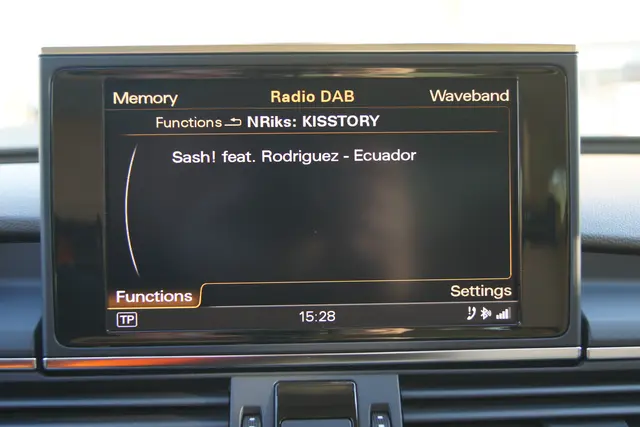 Memory Radio DAB Waveband
Functions NRiks: KISSTORY
Sash! feat. Rodriguez - Ecuador
Functions Settings
TP 15:28